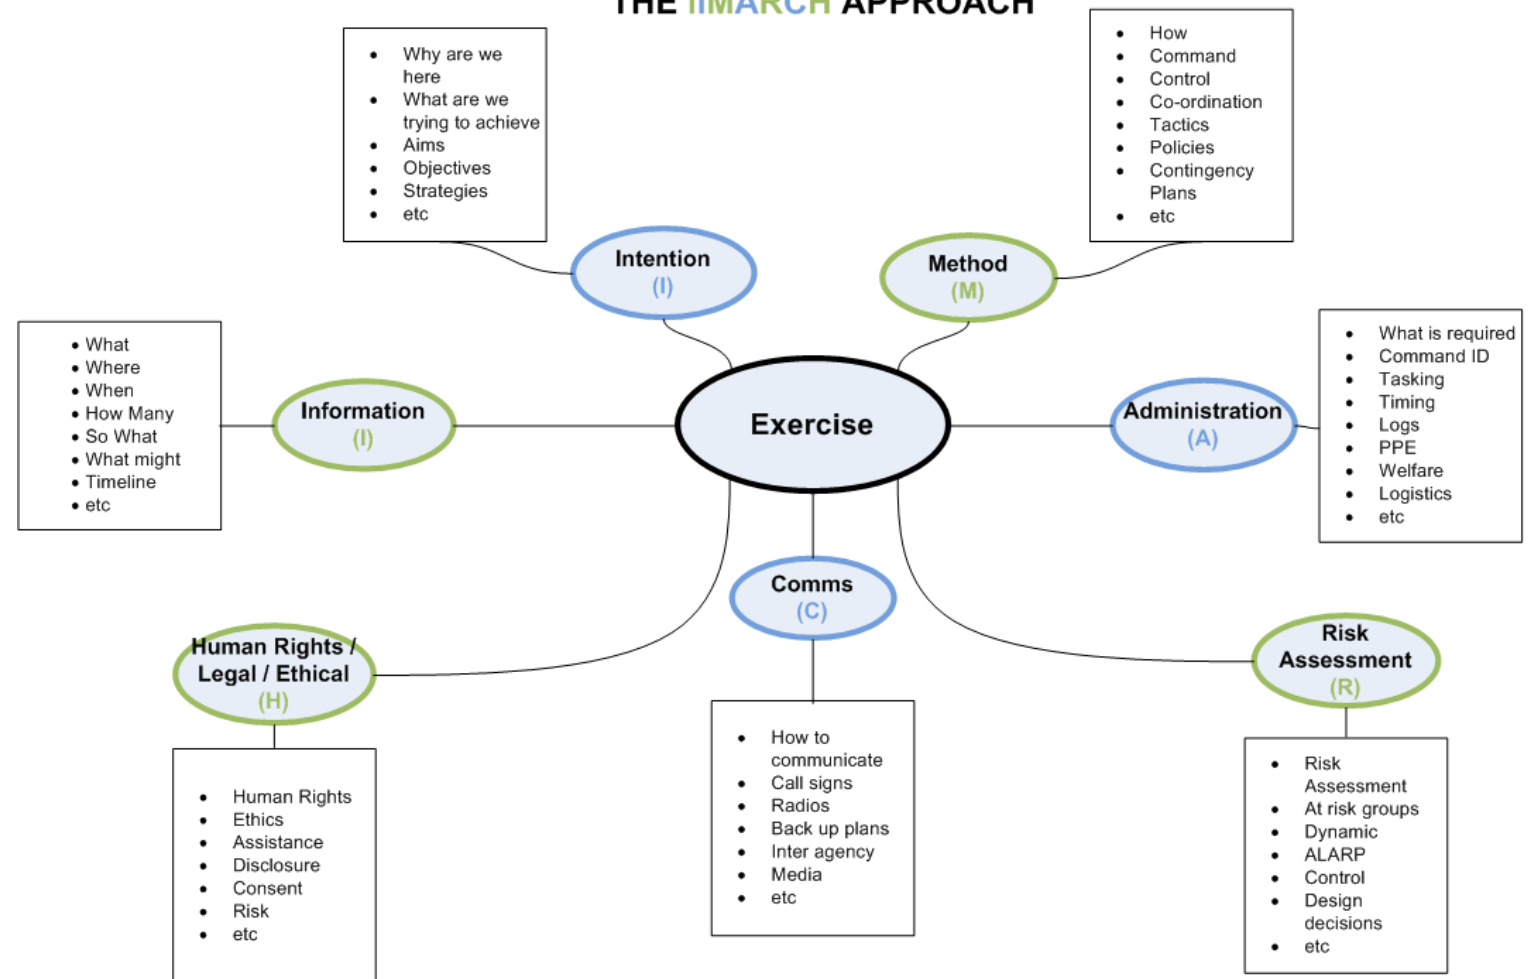 THE IIMARCH APPROACH
• Why are we
here
• What are we
trying to achieve
• Aims
• Objectives
• Strategies
• etc
• How
• Command
• Control
• Co-ordination
• Tactics
• Policies
• Contingency
Plans
• etc
Intention
(I)
Method
(M)
• What
• Where
• When
• How Many
• So What
• What might
• Timeline
• etc
Information
(I)
Exercise
Administration
(A)
• What is required
• Command ID
• Tasking
• Timing
• Logs
• PPE
• Welfare
• Logistics
• etc
Comms
(C)
Human Rights /
Legal / Ethical
(H)
Risk
Assessment
(R)
• Human Rights
• Ethics
• Assistance
• Disclosure
• Consent
• Risk
• etc
• How to
communicate
• Call signs
• Radios
• Back up plans
• Inter agency
• Media
• etc
• Risk
Assessment
• At risk groups
• Dynamic
• ALARP
• Control
• Design
decisions
• etc